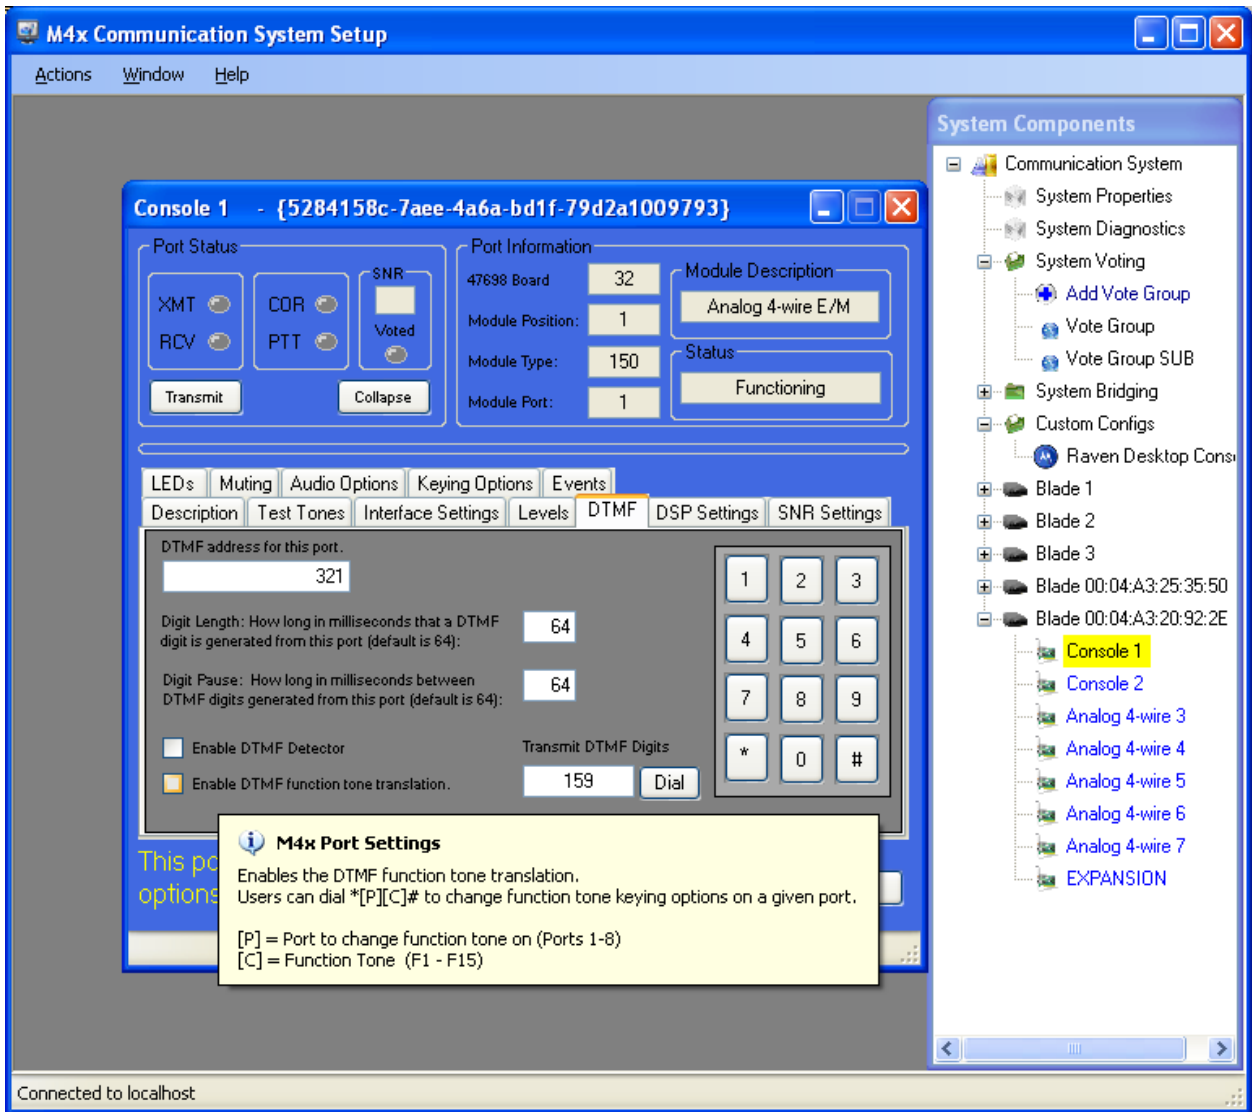 M4x Communication System Setup
Actions Window Help
System Components
Communication System
System Properties
System Diagnostics
System Voting
Add Vote Group
Vote Group
Vote Group SUB
System Bridging
Custom Configs
Raven Desktop Cons
Blade 1
Blade 2
Blade 3
Blade 00:04:A3:25:35:50
Blade 00:04:A3:20:92:2E
Console 1
Console 2
Analog 4-wire 3
Analog 4-wire 4
Analog 4-wire 5
Analog 4-wire 6
Analog 4-wire 7
EXPANSION
Console 1 - {5284158c-7aee-4a6a-bd1f-79d2a1009793}
Port Status
XMT
RCV
COR
PTT
SNR
Voted
Transmit
Collapse
Port Information
47698 Board 32
Module Position: 1
Module Type: 150
Module Port: 1
Module Description
Analog 4-wire E/M
Status
Functioning
LEDs Muting Audio Options Keying Options Events
Description Test Tones Interface Settings Levels DTMF DSP Settings SNR Settings
DTMF address for this port.
321
Digit Length: How long in milliseconds that a DTMF
digit is generated from this port (default is 64):
64
Digit Pause: How long in milliseconds between
DTMF digits generated from this port (default is 64):
64
Enable DTMF Detector
Enable DTMF function tone translation.
Transmit DTMF Digits
159 Dial
1 2 3
4 5 6
7 8 9
* 0 #
This po
options
M4x Port Settings
Enables the DTMF function tone translation.
Users can dial *[P][C]# to change function tone keying options on a given port.
[P] = Port to change function tone on (Ports 1-8)
[C] = Function Tone (F1 - F15)
Connected to localhost